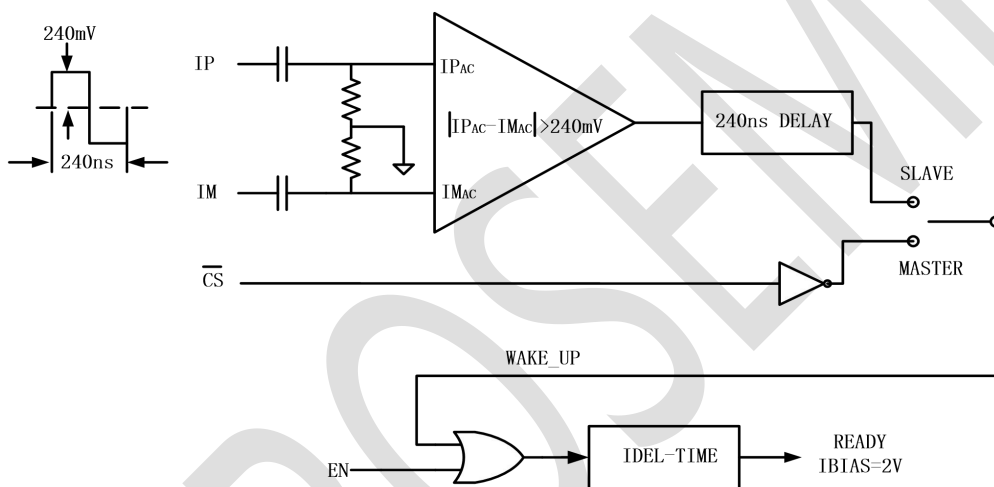 240mV
240ns
IP
IPAC
|IPAC-IMAC|>240mV
240ns DELAY
IM
IMAC
SLAVE
MASTER
CS
WAKE_UP
EN
IDEL-TIME
READY
IBIAS=2V